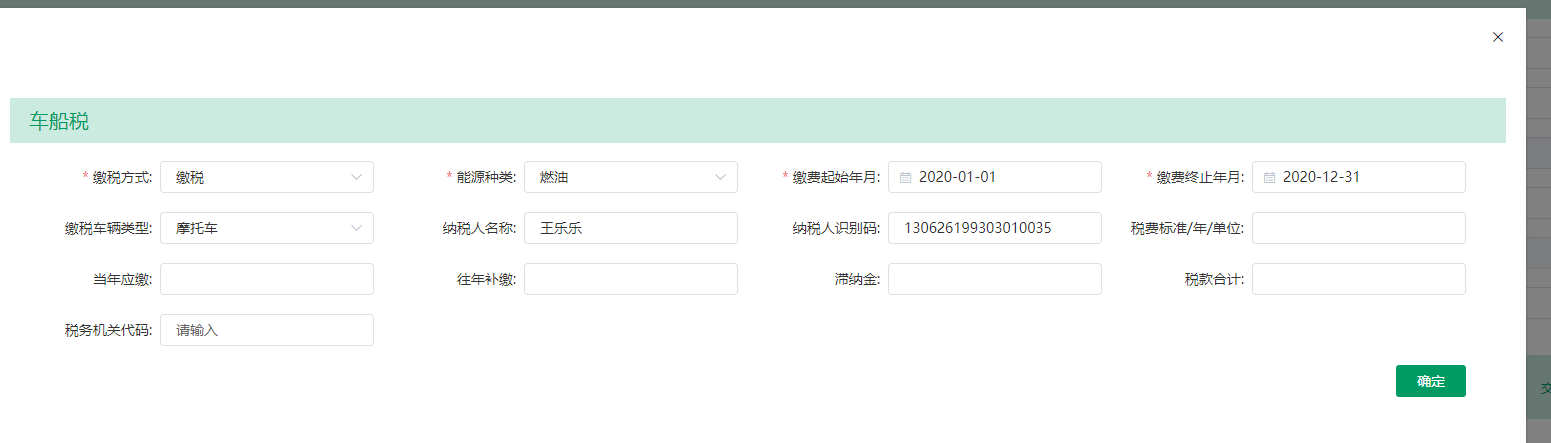 车船税
* 缴税方式: 缴税 * 能源种类: 燃油 * 缴费起始年月: 2020-01-01 * 缴费终止年月: 2020-12-31
缴税车辆类型: 摩托车 纳税人名称: 王乐乐 纳税人识别码: 130626199303010035 税费标准/年/单位:
当年应缴: 往年补缴: 滞纳金: 税款合计:
税务机关代码: 请输入
确定